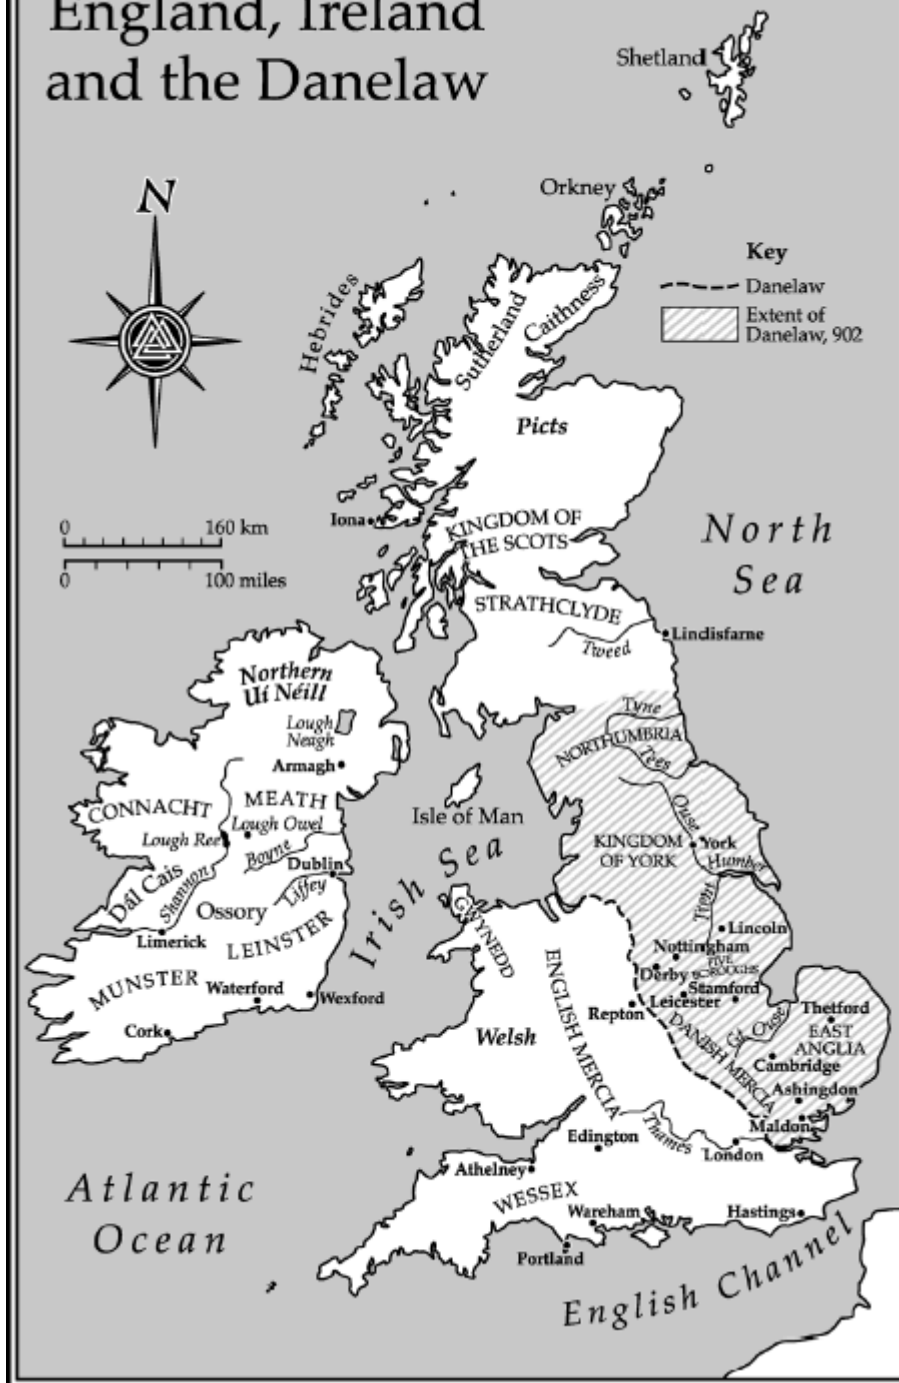 England, Ireland
and the Danelaw
Shetland
Orkney
N
Key
Danelaw
Extent of
Danelaw, 902
Hebrides
Sutherland
Caithness
Picts
Iona
KINGDOM OF
THE SCOTS
0 160 km
0 100 miles
North
Sea
STRATHCLYDE
Tweed
Lindisfarne
Northern
Uí Néill
Lough
Neagh
Armagh
Tyne
NORTHUMBRIA
Tees
CONNACHT
MEATH
Lough Owel
Lough Ree
Boyne
Dublin
Isle of Man
Irish Sea
Ouse
KINGDOM
OF YORK
York
Humber
Trent
Dál Cais
Shannon
Ossory
Liffey
Limerick
LEINSTER
MUNSTER
Waterford
Wexford
Cork
GWYNEDD
Lincoln
Nottingham
Derby
FIVE
BOROUGHS
Stamford
Leicester
Repton
Thetford
EAST
ANGLIA
Gt. Ouse
Cambridge
DANISH MERCIA
ENGLISH MERCIA
Welsh
Ashingdon
Maldon
Thames
London
Edington
Athelney
WESSEX
Wareham
Hastings
Portland
Atlantic
Ocean
English Channel